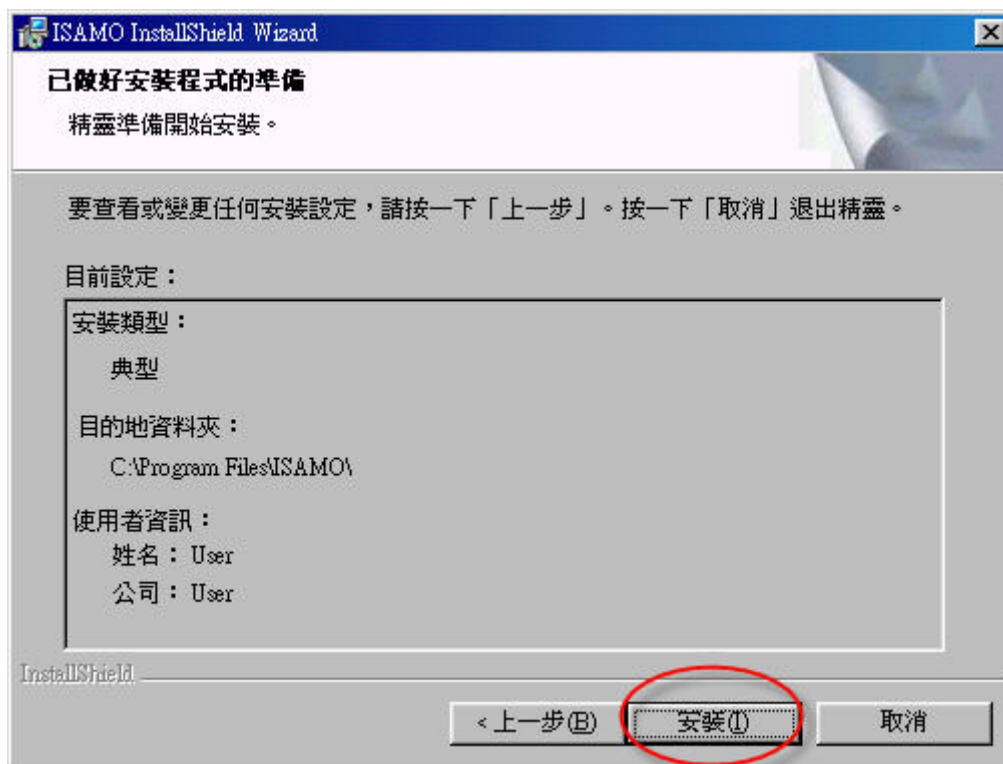 ISAMO InstallShield Wizard
已做好安裝程式的準備
精靈準備開始安裝。
要查看或變更任何安裝設定，請按一下「上一步」。按一下「取消」退出精靈。
目前設定：
安裝類型：
典型
目的地資料夾：
C:\Program Files\ISAMO\
使用者資訊：
姓名： User
公司： User
InstallShield
<上一步(B) 安裝(I) 取消